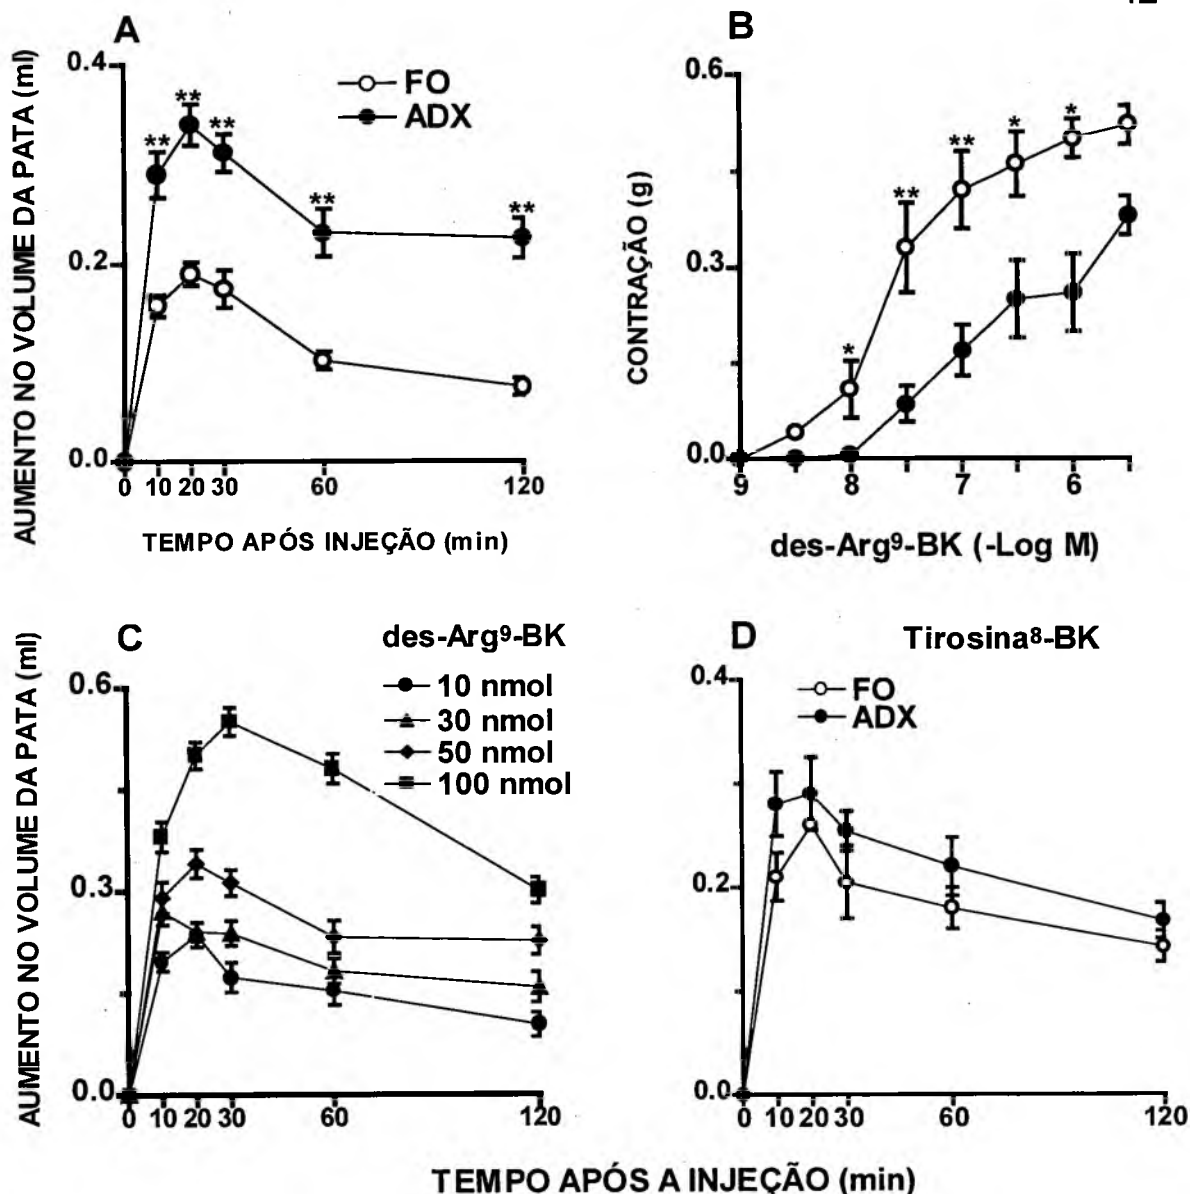 A
AUMENTO NO VOLUME DA PATA (ml)
0.4
0.2
0.0
FO
ADX
**
**
**
**
**
0 10 20 30 60 120
TEMPO APÓS INJEÇÃO (min)
B
CONTRAÇÃO (g)
0.6
0.3
0.0
*
**
**
*
*
9 8 7 6
des-Arg9-BK (-Log M)
C
des-Arg9-BK
AUMENTO NO VOLUME DA PATA (ml)
0.6
0.3
0.0
10 nmol
30 nmol
50 nmol
100 nmol
0 10 20 30 60 120
D
Tirosina8-BK
0.4
0.2
0.0
FO
ADX
0 10 20 30 60 120
TEMPO APÓS A INJEÇÃO (min)